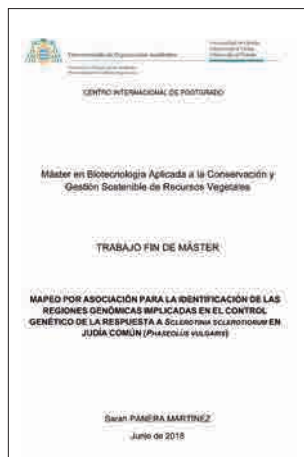 CENTRO INTERNACIONAL DE POSTGRADO
Máster en Biotecnología Aplicada a la Conservación y
Gestión Sostenible de Recursos Vegetales
TRABAJO FIN DE MÁSTER
MAPEO POR ASOCIACIÓN PARA LA IDENTIFICACIÓN DE LAS
REGIONES GENÓMICAS IMPLICADAS EN EL CONTROL
GENÉTICO DE LA RESPUESTA A SCLEROTINIA SCLEROTIORUM EN
JUDÍA COMÚN (PHASEOLUS VULGARIS)
PANERA MARTÍNEZ
Junio de 2018